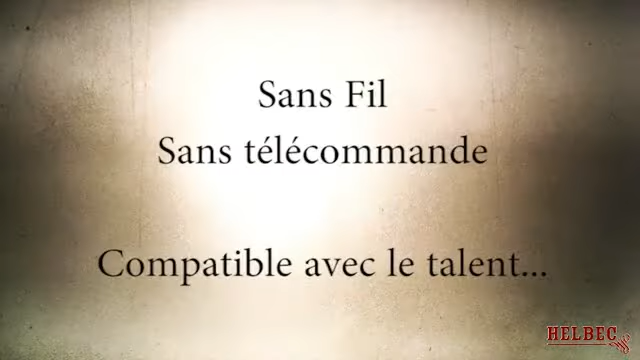 Sans Fil
Sans télécommande
Compatible avec le talent...
HELBEC